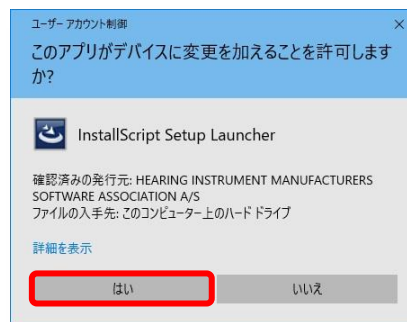 ユーザー アカウント制御
×
このアプリがデバイスに変更を加えることを許可します
か?
InstallScript Setup Launcher
確認済みの発行元: HEARING INSTRUMENT MANUFACTURERS
SOFTWARE ASSOCIATION A/S
ファイルの入手先: このコンピューター上のハード ドライブ
詳細を表示
はい
いいえ